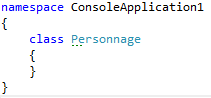 namespace ConsoleApplication1
{
    class Personnage
    {
    }
}